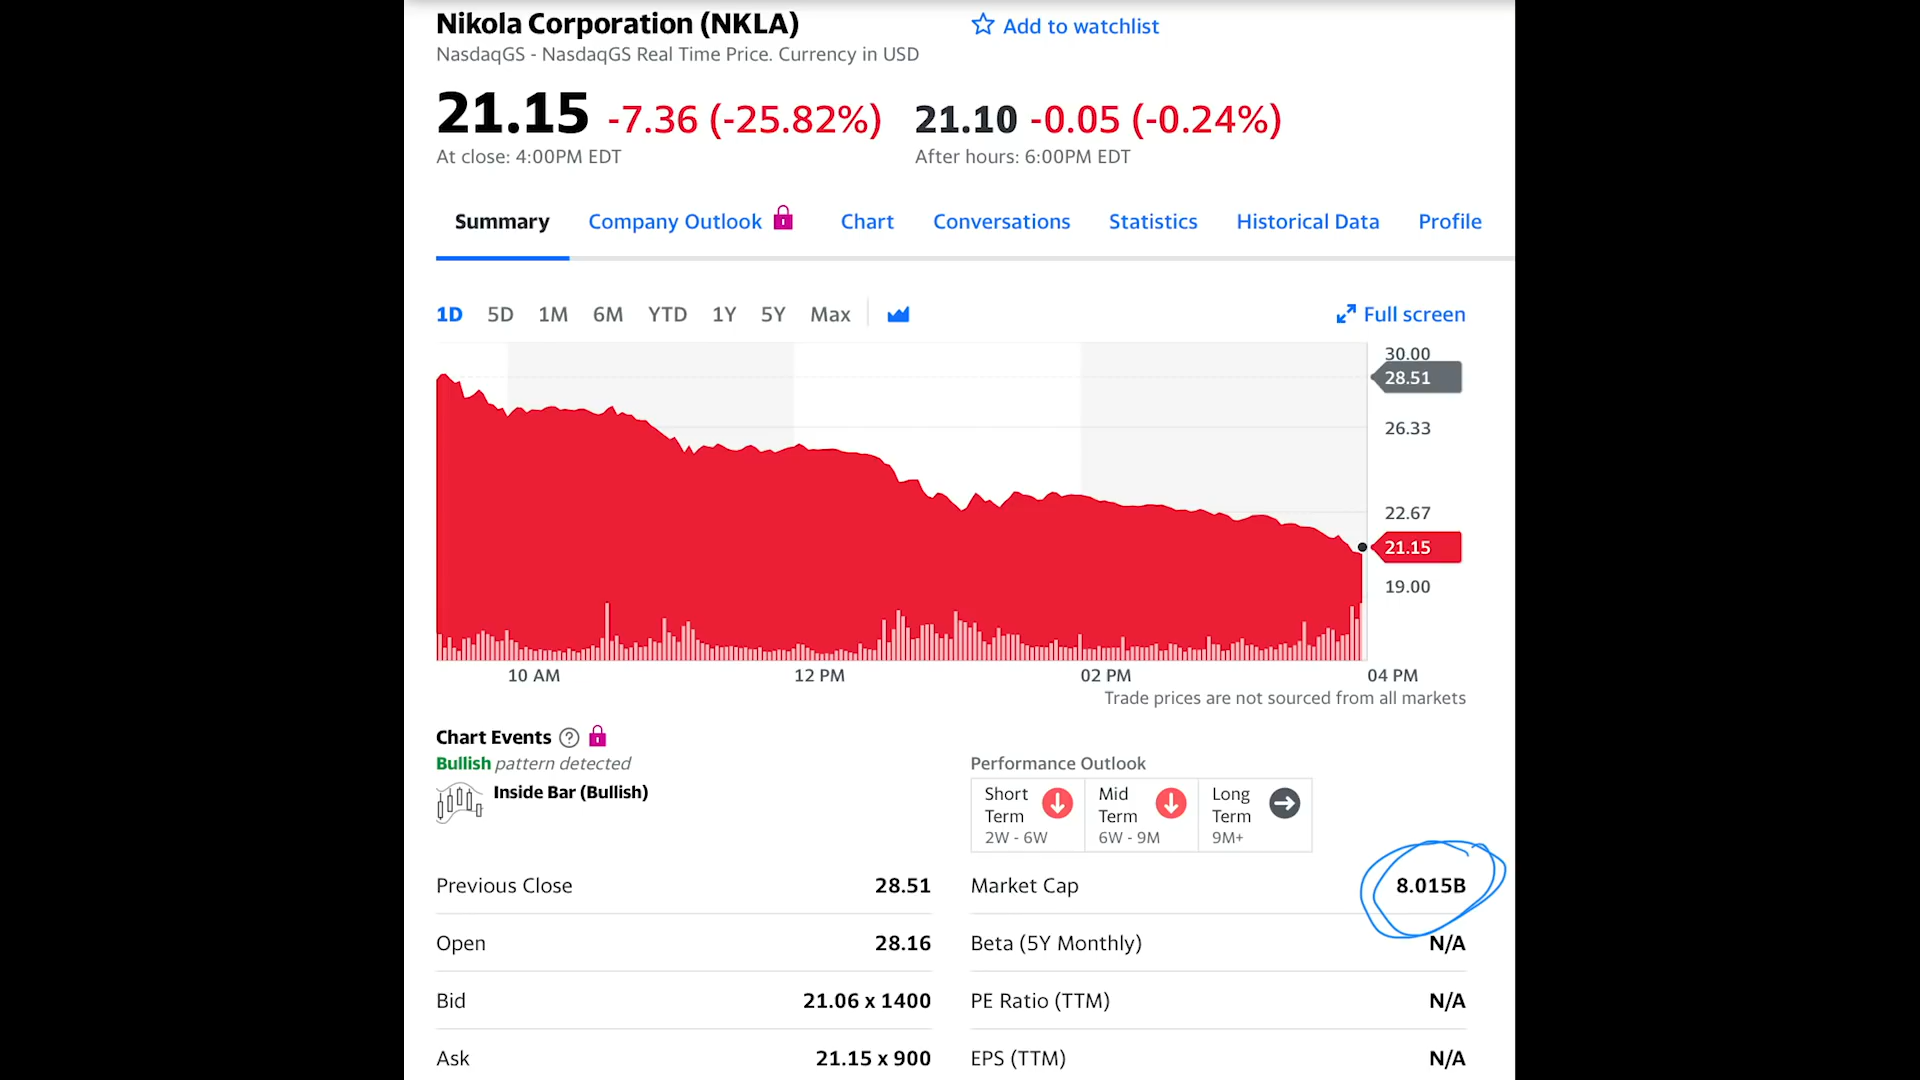 Nikola Corporation (NKLA)
Add to watchlist
NasdaqGS - NasdaqGS Real Time Price. Currency in USD
21.15 -7.36 (-25.82%) 21.10 -0.05 (-0.24%)
At close: 4:00PM EDT After hours: 6:00PM EDT
Summary Company Outlook Chart Conversations Statistics Historical Data Profile
1D 5D 1M 6M YTD 1Y 5Y Max Full screen
30.00
28.51
26.33
22.67
21.15
19.00
10 AM 12 PM 02 PM 04 PM
Trade prices are not sourced from all markets
Chart Events ?
Bullish pattern detected
Inside Bar (Bullish)
Performance Outlook
Short Term 2W - 6W
Mid Term 6W - 9M
Long Term 9M+
Previous Close 28.51
Market Cap 8.015B
Open 28.16
Beta (5Y Monthly) N/A
Bid 21.06 x 1400
PE Ratio (TTM) N/A
Ask 21.15 x 900
EPS (TTM) N/A